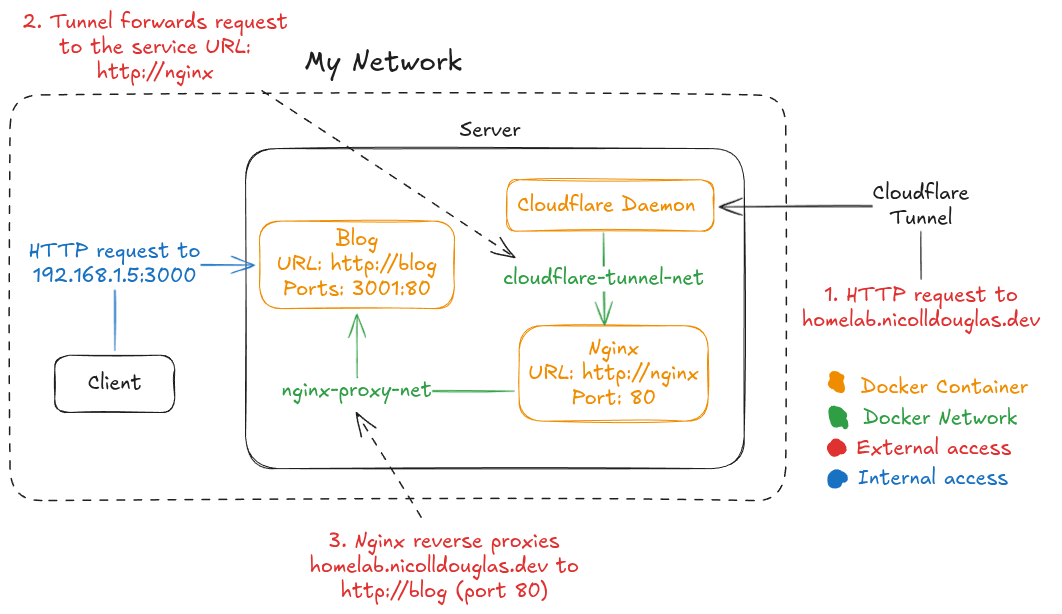 2. Tunnel forwards request
to the service URL:
http://nginx
My Network
Server
Cloudflare Daemon
Cloudflare
Tunnel
Blog
URL: http://blog
Ports: 3001:80
HTTP request to
192.168.1.5:3000
cloudflare-tunnel-net
1. HTTP request to
homelab.nicolldouglas.dev
Nginx
URL: http://nginx
Port: 80
Client
nginx-proxy-net
Docker Container
Docker Network
External access
Internal access
3. Nginx reverse proxies
homelab.nicolldouglas.dev to
http://blog (port 80)